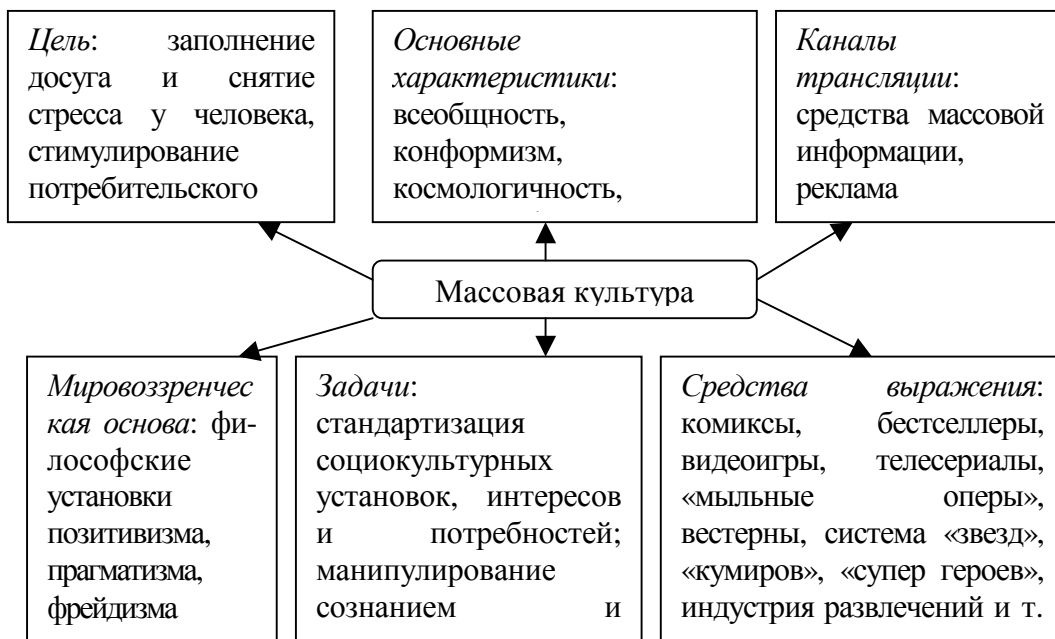 Цель: заполнение
досуга и снятие
стресса у человека,
стимулирование
потребительского
Основные
характеристики:
всеобщность,
конформизм,
космологичность,
Каналы
трансляции:
средства массовой
информации,
реклама
Массовая культура
Мировоззренчес
кая основа: фи-
лософские
установки
позитивизма,
прагматизма,
фрейдизма
Задачи:
стандартизация
социокультурных
установок, интересов
и потребностей;
манипулирование
сознанием и
Средства выражения:
комиксы, бестселлеры,
видеоигры, телесериалы,
«мыльные оперы»,
вестерны, система «звезд»,
«кумиров», «супер героев»,
индустрия развлечений и т.